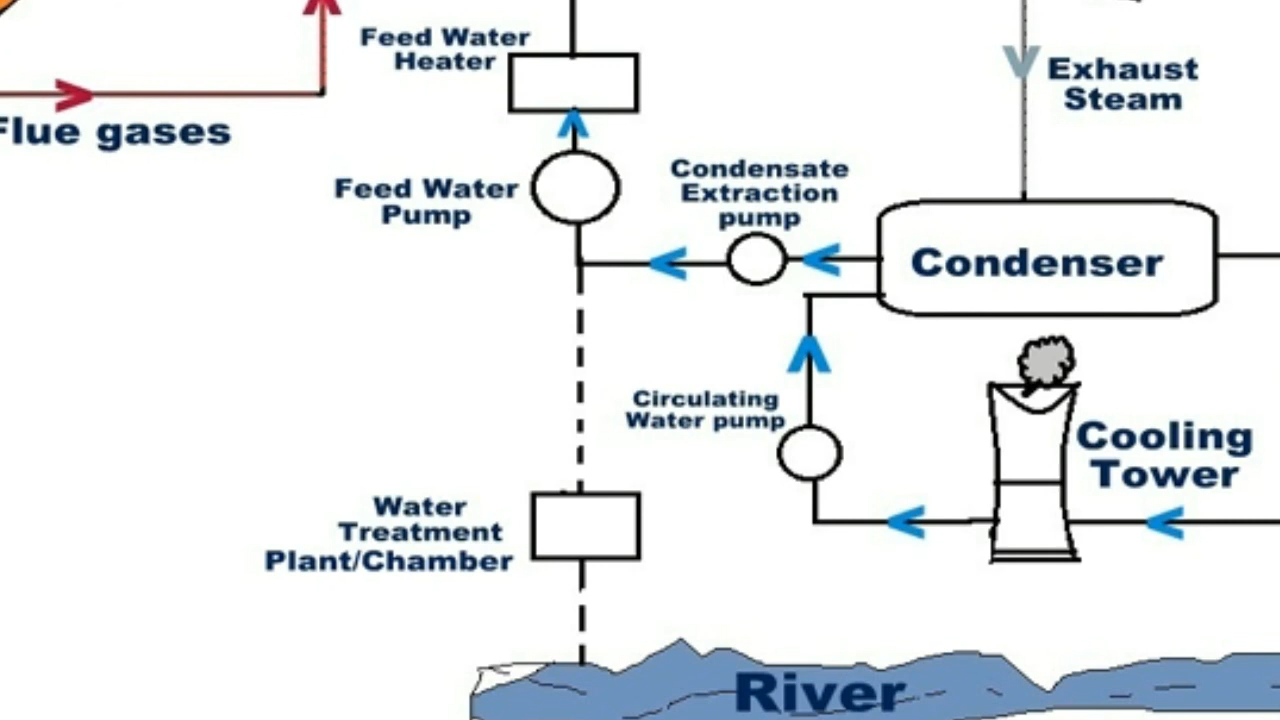 Feed Water
Heater
Exhaust
Steam
Flue gases
Condensate
Extraction
pump
Feed Water
Pump
Condenser
Circulating
Water pump
Cooling
Tower
Water
Treatment
Plant/Chamber
River